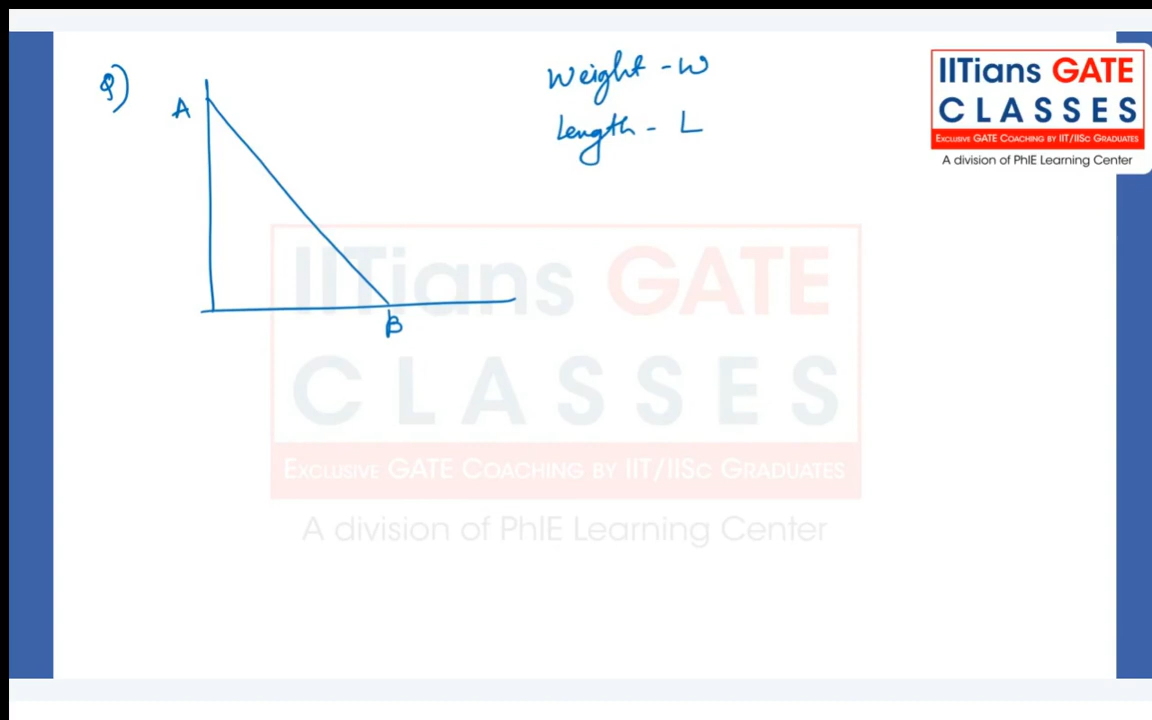 Q)
A
B
Weight - W
Length - L
IITians GATE
CLASSES
EXCLUSIVE GATE COACHING BY IIT/IISc GRADUATES
A division of PhIE Learning Center
IITians GATE
CLASSES
EXCLUSIVE GATE COACHING BY IIT/IISc GRADUATES
A division of PhIE Learning Center